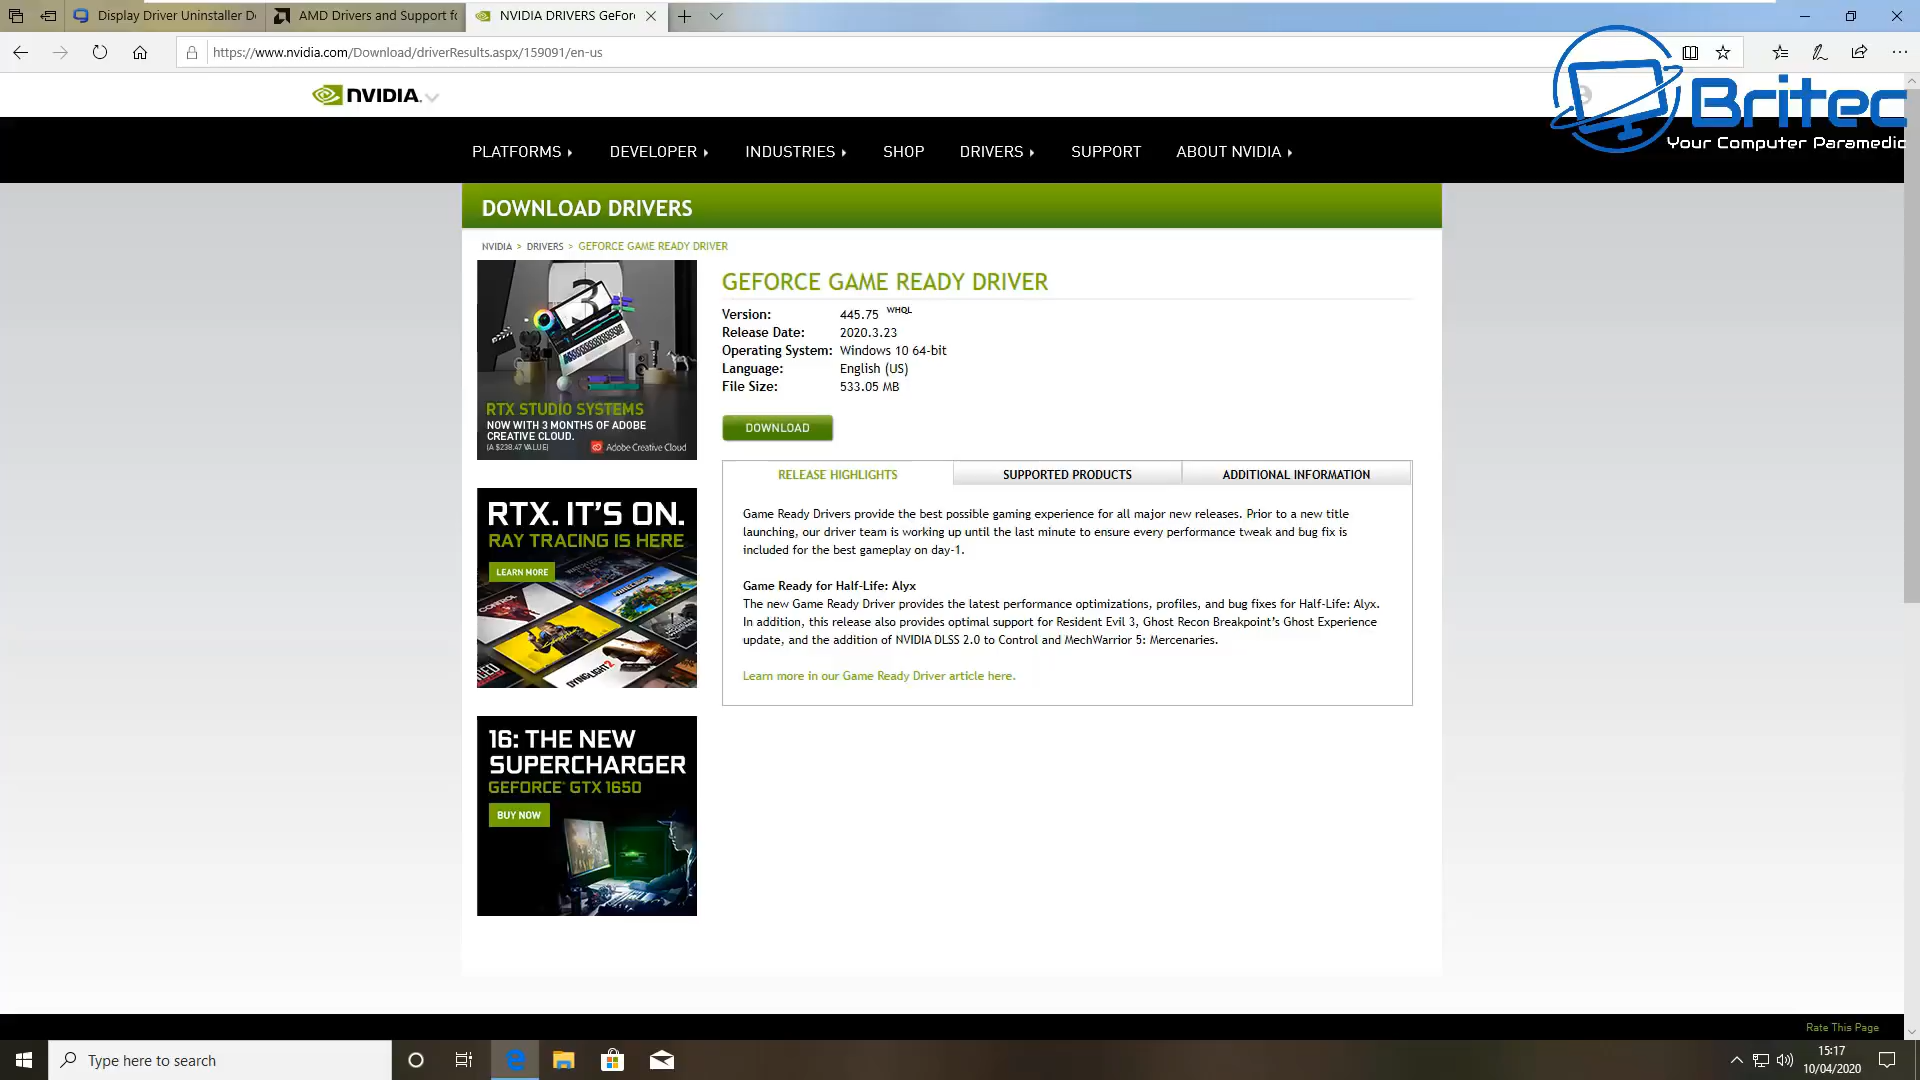 Display Driver Uninstaller D
AMD Drivers and Support fo
NVIDIA DRIVERS GeFor
https://www.nvidia.com/Download/driverResults.aspx/159091/en-us
Britec
Your Computer Paramedic
NVIDIA.
PLATFORMS
DEVELOPER
INDUSTRIES
SHOP
DRIVERS
SUPPORT
ABOUT NVIDIA
DOWNLOAD DRIVERS
NVIDIA > DRIVERS > GEFORCE GAME READY DRIVER
3
RTX STUDIO SYSTEMS
NOW WITH 3 MONTHS OF ADOBE
CREATIVE CLOUD.
(A $238.47 VALUE)
Adobe Creative Cloud
GEFORCE GAME READY DRIVER
Version: 445.75 WHQL
Release Date: 2020.3.23
Operating System: Windows 10 64-bit
Language: English (US)
File Size: 533.05 MB
DOWNLOAD
RELEASE HIGHLIGHTS
SUPPORTED PRODUCTS
ADDITIONAL INFORMATION
Game Ready Drivers provide the best possible gaming experience for all major new releases. Prior to a new title
launching, our driver team is working up until the last minute to ensure every performance tweak and bug fix is
included for the best gameplay on day-1.
Game Ready for Half-Life: Alyx
The new Game Ready Driver provides the latest performance optimizations, profiles, and bug fixes for Half-Life: Alyx.
In addition, this release also provides optimal support for Resident Evil 3, Ghost Recon Breakpoint's Ghost Experience
update, and the addition of NVIDIA DLSS 2.0 to Control and MechWarrior 5: Mercenaries.
Learn more in our Game Ready Driver article here.
RTX. IT'S ON.
RAY TRACING IS HERE
LEARN MORE
CONTROL
MINECRAFT
DYING LIGHT 2
16: THE NEW
SUPERCHARGER
GEFORCE® GTX 1650
BUY NOW
Rate This Page
Type here to search
15:17
10/04/2020